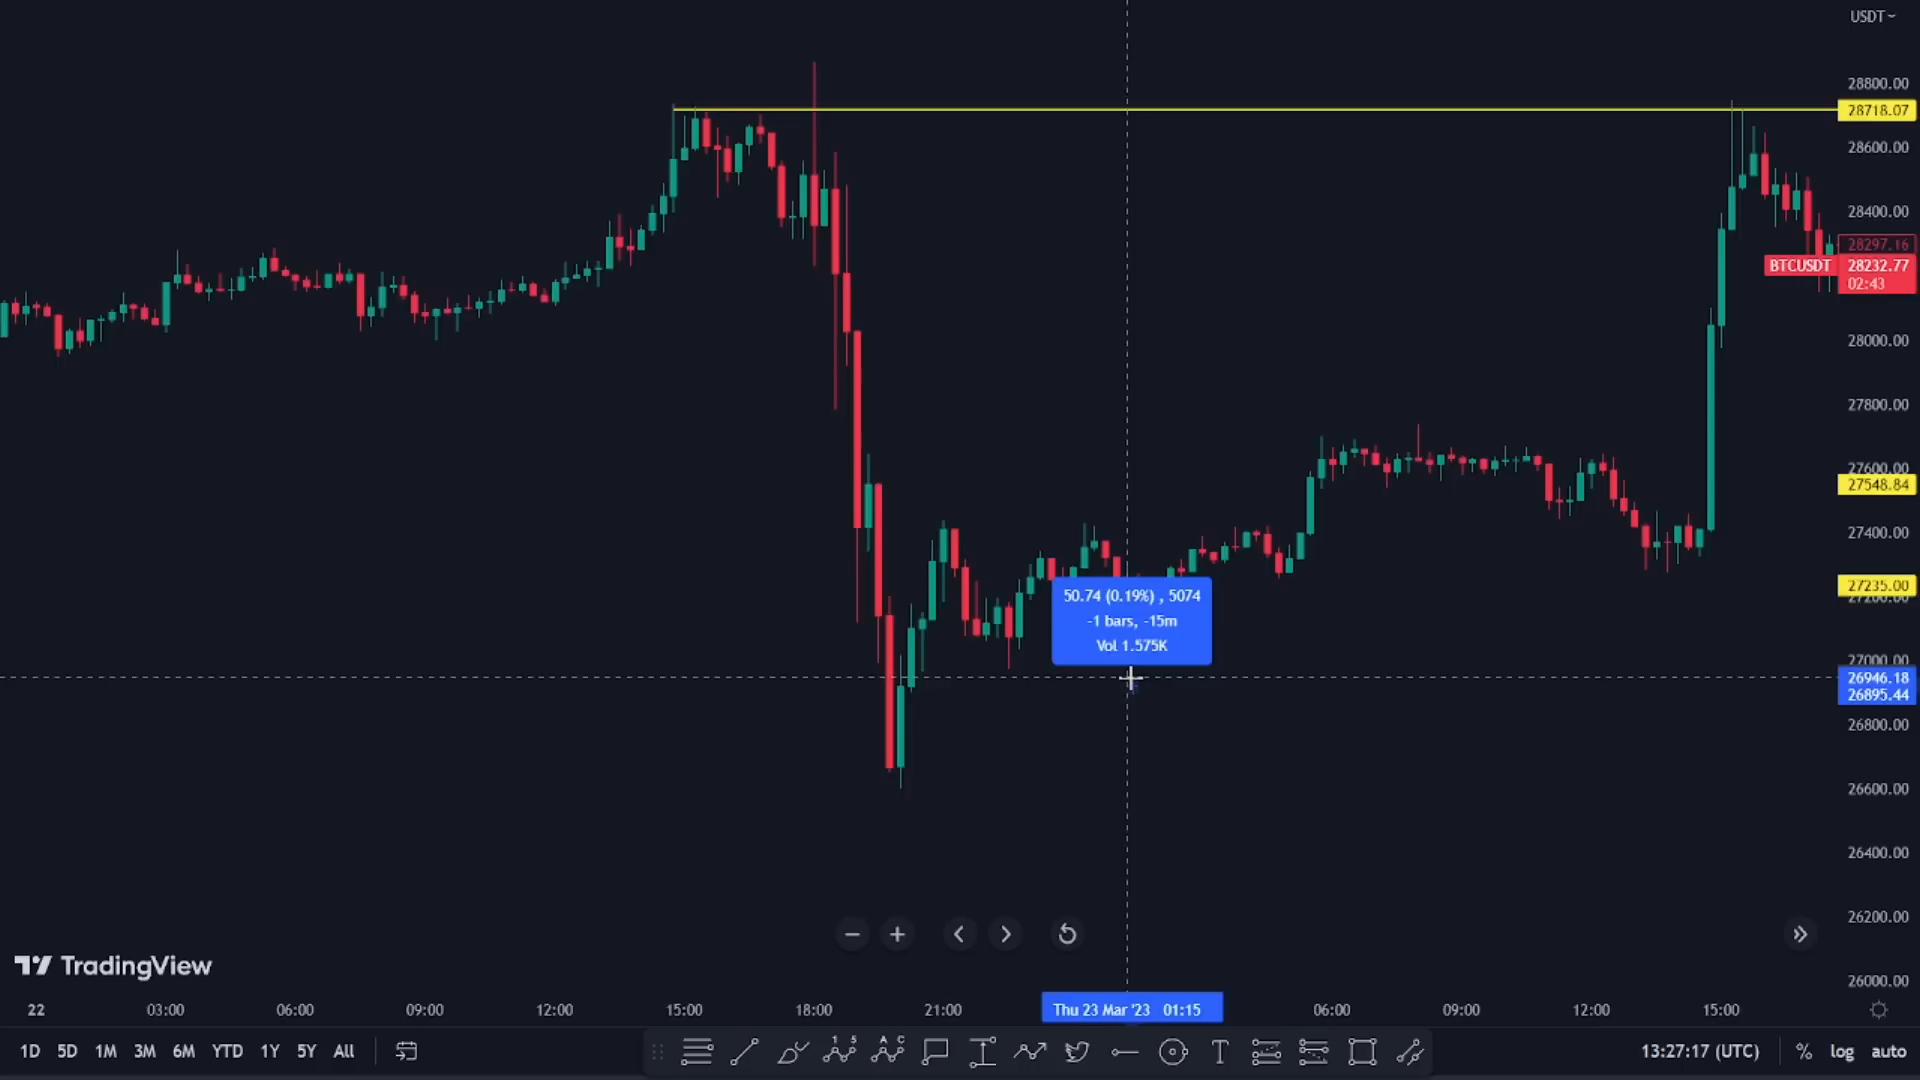 USDT
28800.00
28718.07
28600.00
28400.00
28297.16
BTCUSDT 28232.77
02:43
28000.00
27800.00
27600.00
27548.84
27400.00
27235.00
27200.00
27000.00
26946.18
26895.44
26800.00
26600.00
26400.00
26200.00
26000.00
50.74 (0.19%) , 5074
-1 bars, -15m
Vol 1.575K
TradingView
22 03:00 06:00 09:00 12:00 15:00 18:00 21:00 Thu 23 Mar '23 01:15 06:00 09:00 12:00 15:00
1D 5D 1M 3M 6M YTD 1Y 5Y All 13:27:17 (UTC) % log auto